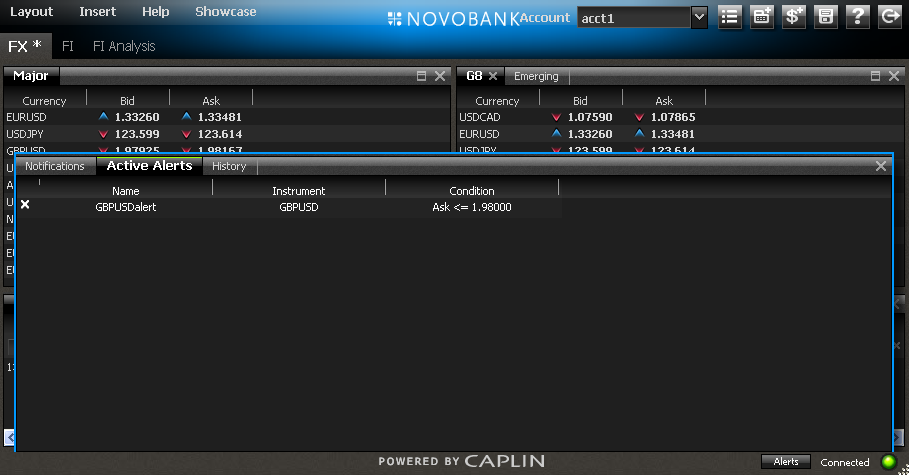 Layout Insert Help Showcase
NOVOBANK Account acct1
FX * FI FI Analysis
Major
Currency Bid Ask
EURUSD 1.33260 1.33481
USDJPY 123.599 123.614
GBPUSD 1.97925 1.98167
G8 Emerging
Currency Bid Ask
USDCAD 1.07590 1.07865
EURUSD 1.33260 1.33481
USDJPY 123.599 123.614
Notifications Active Alerts History
Name Instrument Condition
GBPUSDalert GBPUSD Ask <= 1.98000
POWERED BY CAPLIN
Alerts Connected